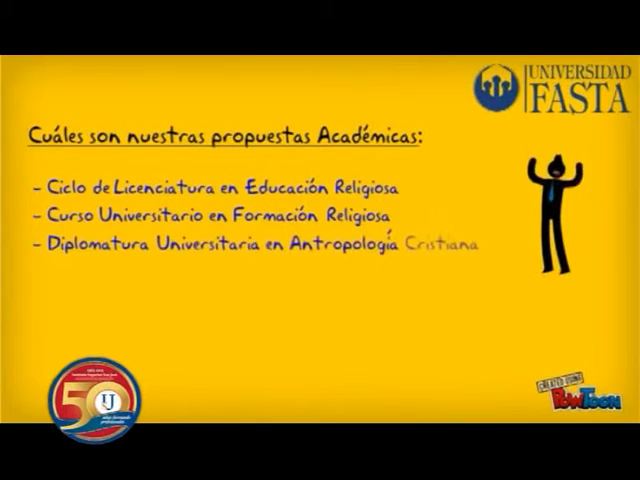 UNIVERSIDAD
FASTA
Cuáles son nuestras propuestas Académicas:
- Ciclo de Licenciatura en Educación Religiosa
- Curso Universitario en Formación Religiosa
- Diplomatura Universitaria en Antropología Cristiana
50
CREATED USING
POWTOON